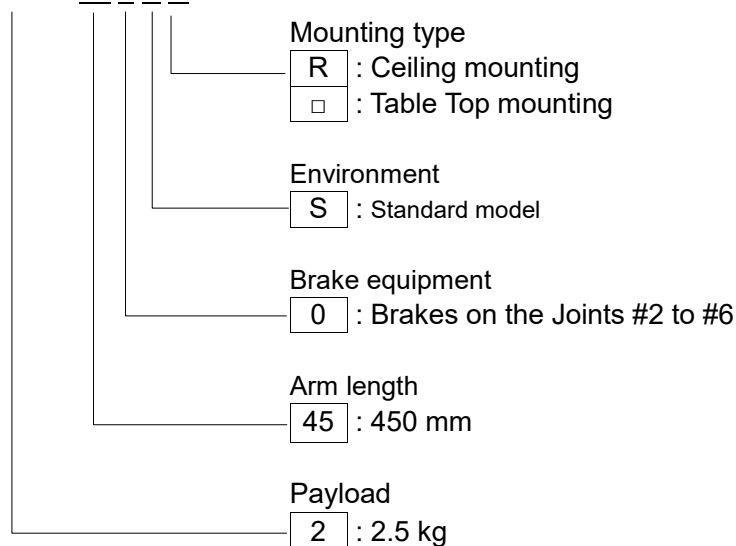 Mounting type
R : Ceiling mounting
□ : Table Top mounting
Environment
S : Standard model
Brake equipment
0 : Brakes on the Joints #2 to #6
Arm length
45 : 450 mm
Payload
2 : 2.5 kg